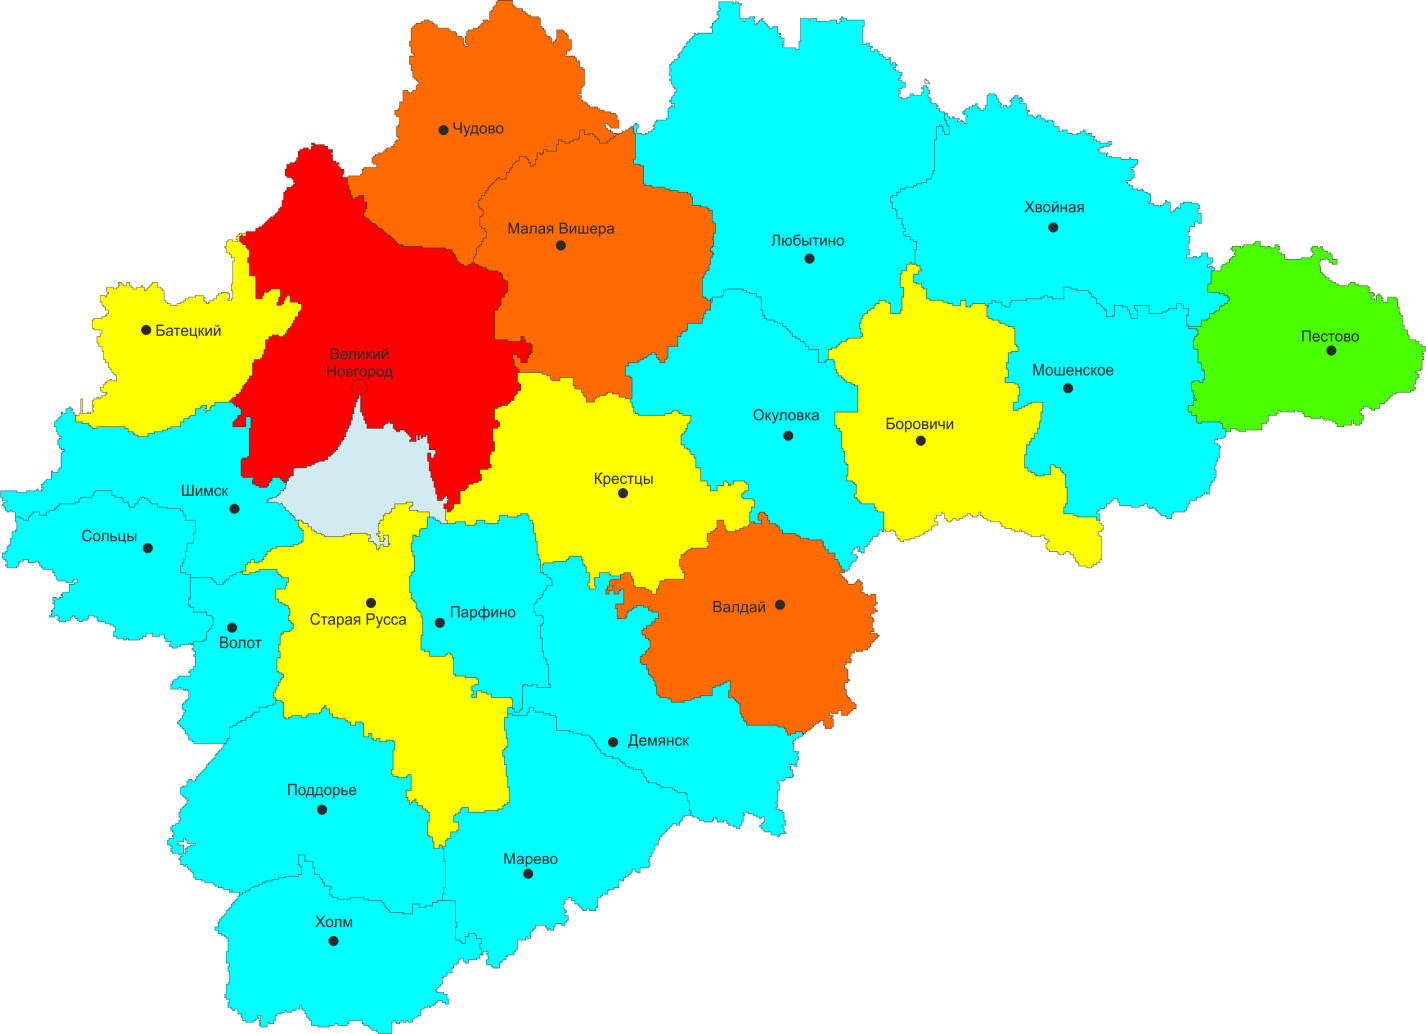 Чудово
Малая Вишера
Хвойная
Любытино
Батецкий
Пестово
Великий
Новгород
Мошенское
Окуловка
Боровичи
Крестцы
Шимск
Сольцы
Валдай
Парфино
Старая Русса
Волот
Демянск
Поддорье
Марево
Холм